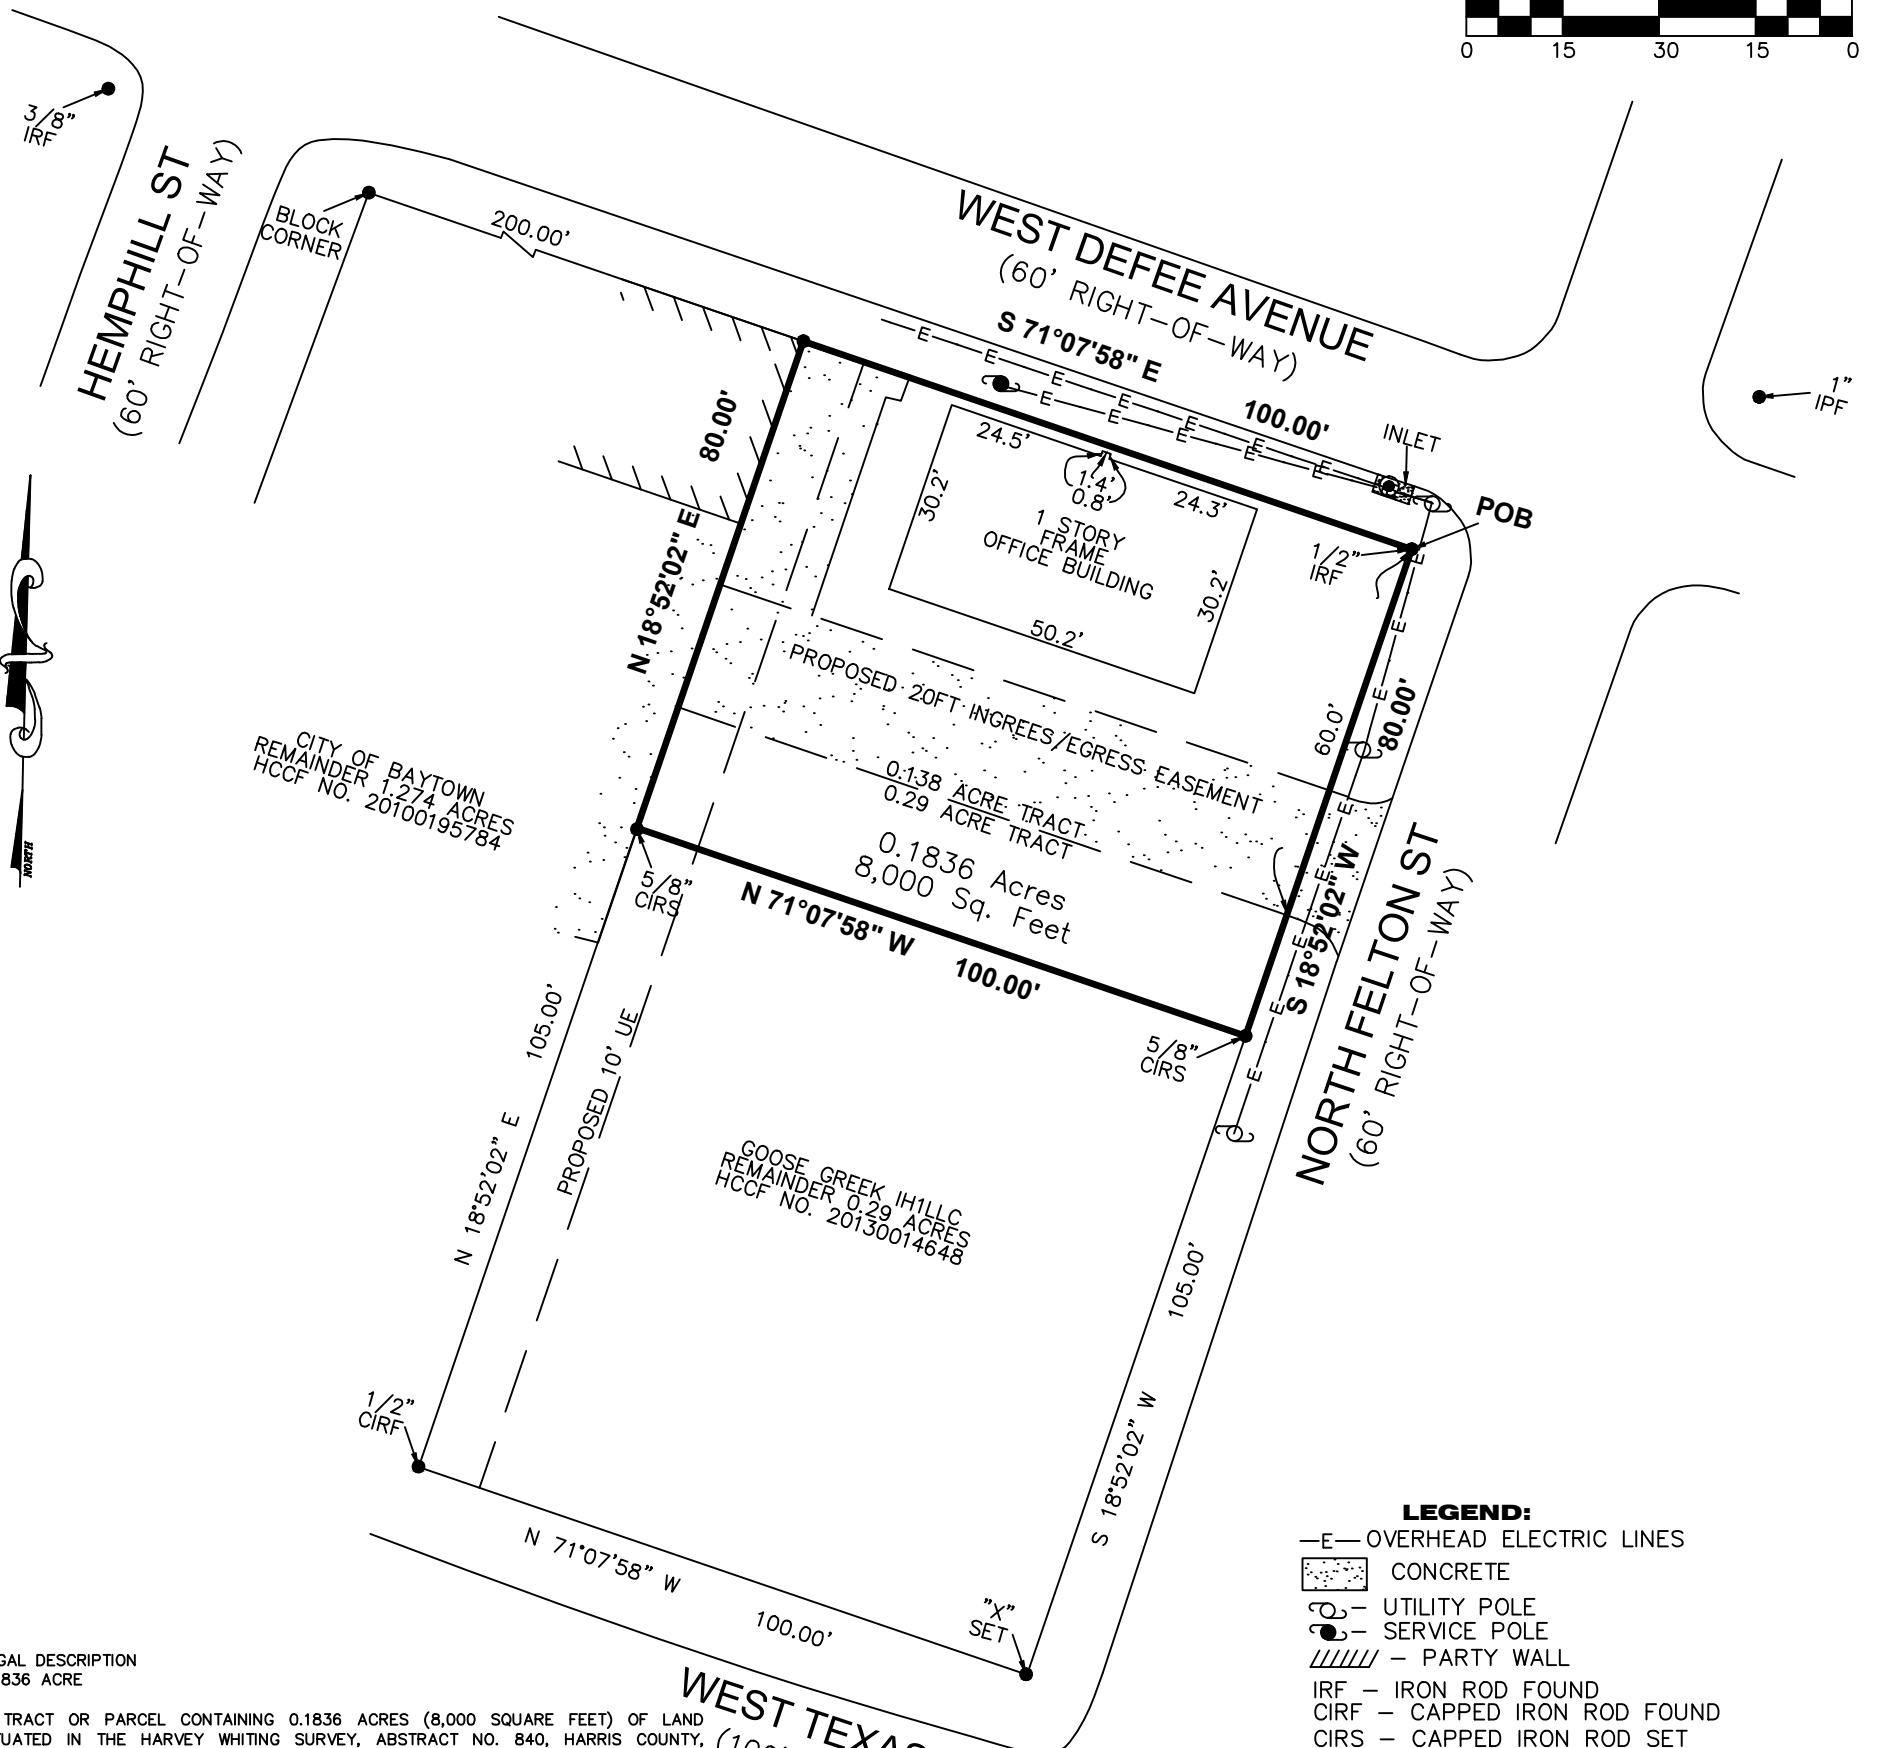 0 15 30 15 0
3/8"
IRF
HEMPHILL ST
(60' RIGHT-OF-WAY)
BLOCK
CORNER
200.00'
WEST DEFEE AVENUE
(60' RIGHT-OF-WAY)
S 71°07'58" E
100.00'
1"
IPF
INLET
POB
1/2"
IRF
80.00'
N 18°52'02" E
24.5'
1.4'
0.8'
24.3'
30.2'
1 STORY
FRAME
OFFICE BUILDING
30.2'
50.2'
PROPOSED 20FT INGREES/EGRESS EASEMENT
60.0'
80.00'
S 18°52'02" W
0.138 ACRE TRACT
0.29 ACRE TRACT
0.1836 Acres
8,000 Sq. Feet
CITY OF BAYTOWN
REMAINDER 1.274 ACRES
HCCF NO. 20100195784
NORTH
5/8"
CIRS
N 71°07'58" W
100.00'
5/8"
CIRS
NORTH FELTON ST
(60' RIGHT-OF-WAY)
105.00'
N 18°52'02" E
PROPOSED 10' UE
GOOSE GREEK IH1LLC
REMAINDER 0.29 ACRES
HCCF NO. 20130014648
105.00'
S 18°52'02" W
1/2"
CIRF
N 71°07'58" W
100.00'
"X"
SET
WEST TEXAS
(100
LEGEND:
—E— OVERHEAD ELECTRIC LINES
CONCRETE
– UTILITY POLE
– SERVICE POLE
– PARTY WALL
IRF – IRON ROD FOUND
CIRF – CAPPED IRON ROD FOUND
CIRS – CAPPED IRON ROD SET
GAL DESCRIPTION
836 ACRE
TRACT OR PARCEL CONTAINING 0.1836 ACRES (8,000 SQUARE FEET) OF LAND
UATED IN THE HARVEY WHITING SURVEY, ABSTRACT NO. 840, HARRIS COUNTY,